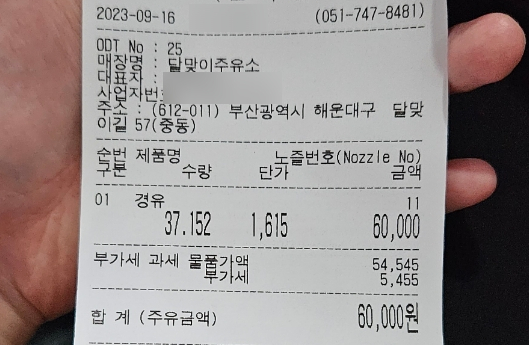 2023-09-16 (051-747-8481)
ODT No : 25
매장명 : 달맞이주유소
대표자 :
사업자번호
주소 : (612-011) 부산광역시 해운대구 달맞
이길 57(중동)
순번 제품명 노즐번호(Nozzle No)
구분 수량 단가 금액
01 경유 11
37.152 1,615 60,000
부가세 과세 물품가액 54,545
부가세 5,455
합 계 (주유금액) 60,000원